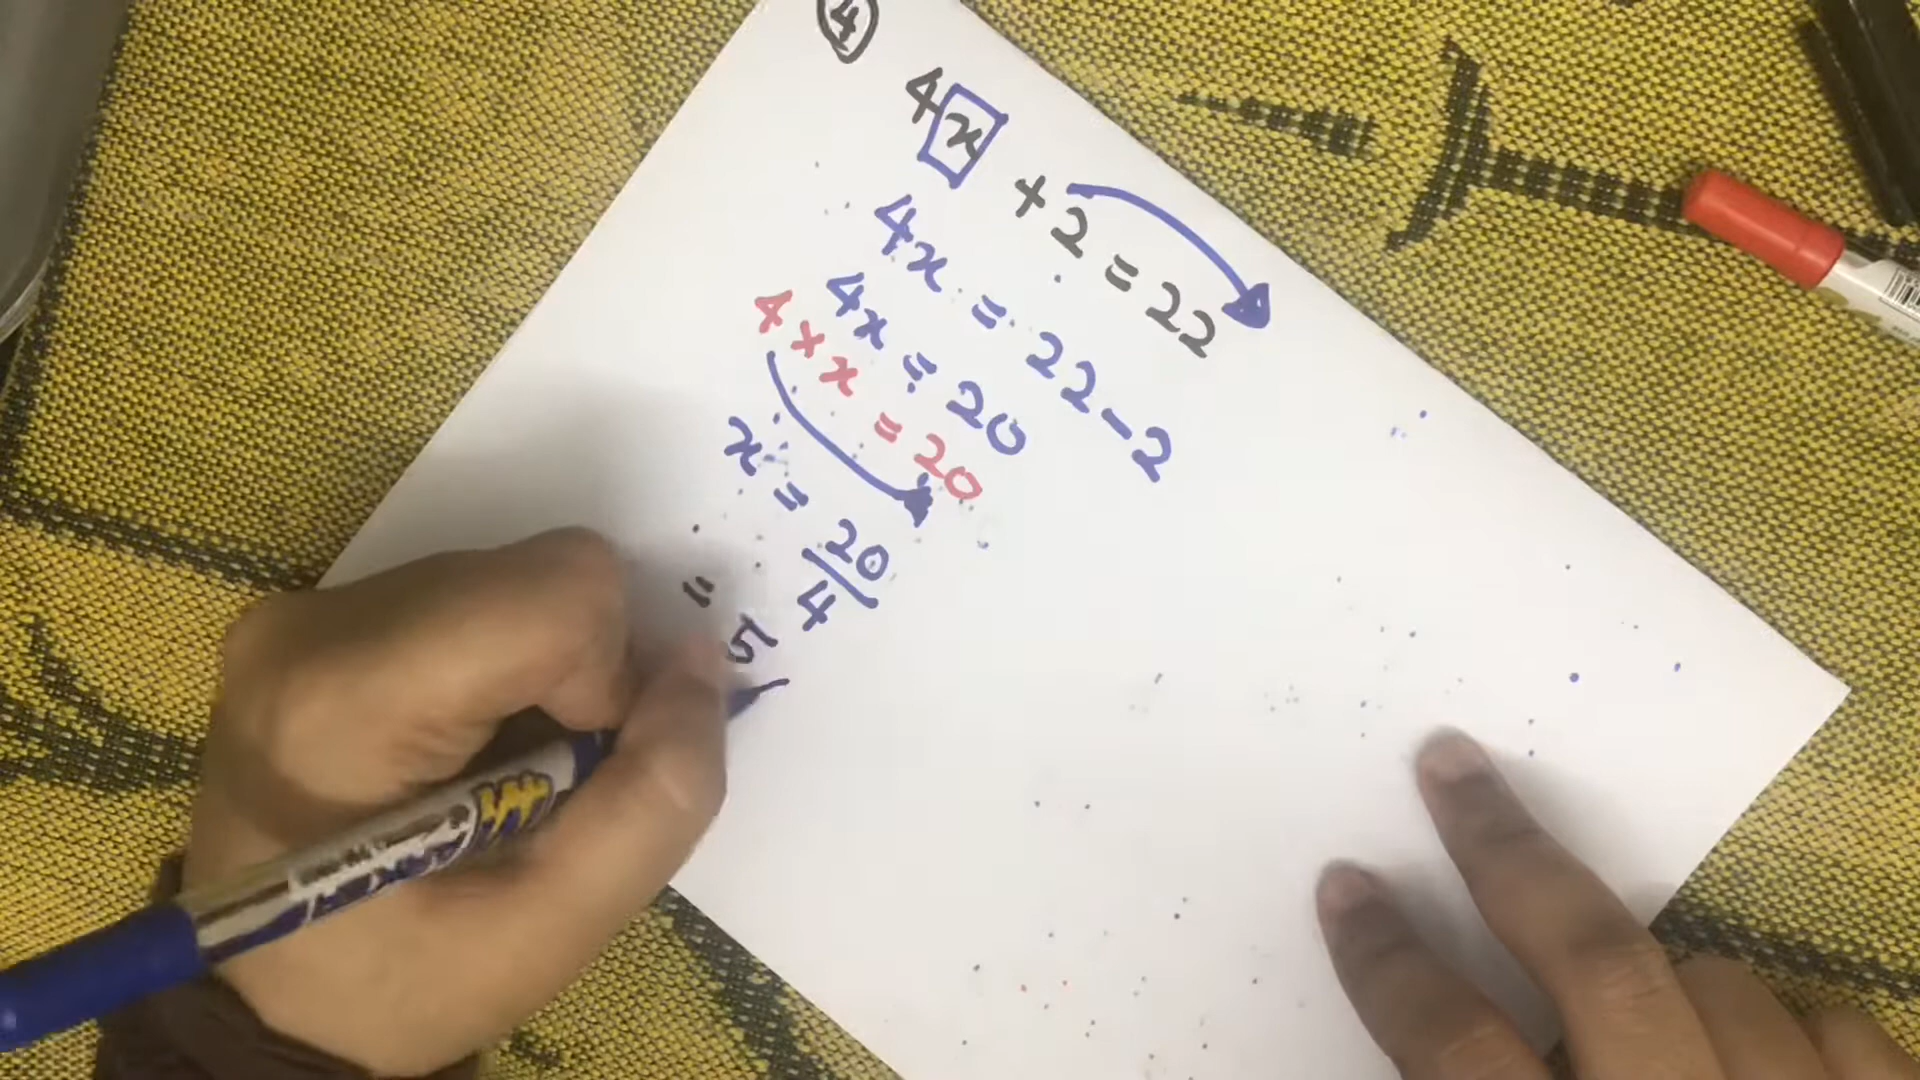 ④
4x + 2 = 22
4x = 22 - 2
4x = 20
4 × x = 20
x = 20/4
= 5